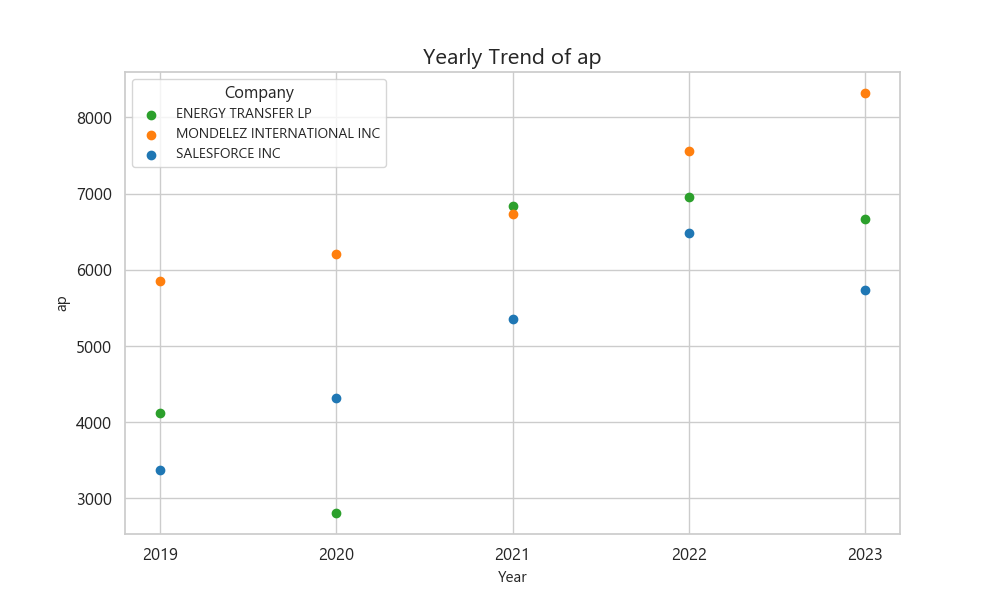 Yearly Trend of ap
Company
ENERGY TRANSFER LP
MONDELEZ INTERNATIONAL INC
SALESFORCE INC
8000
7000
6000
5000
4000
3000
ap
2019 2020 2021 2022 2023
Year